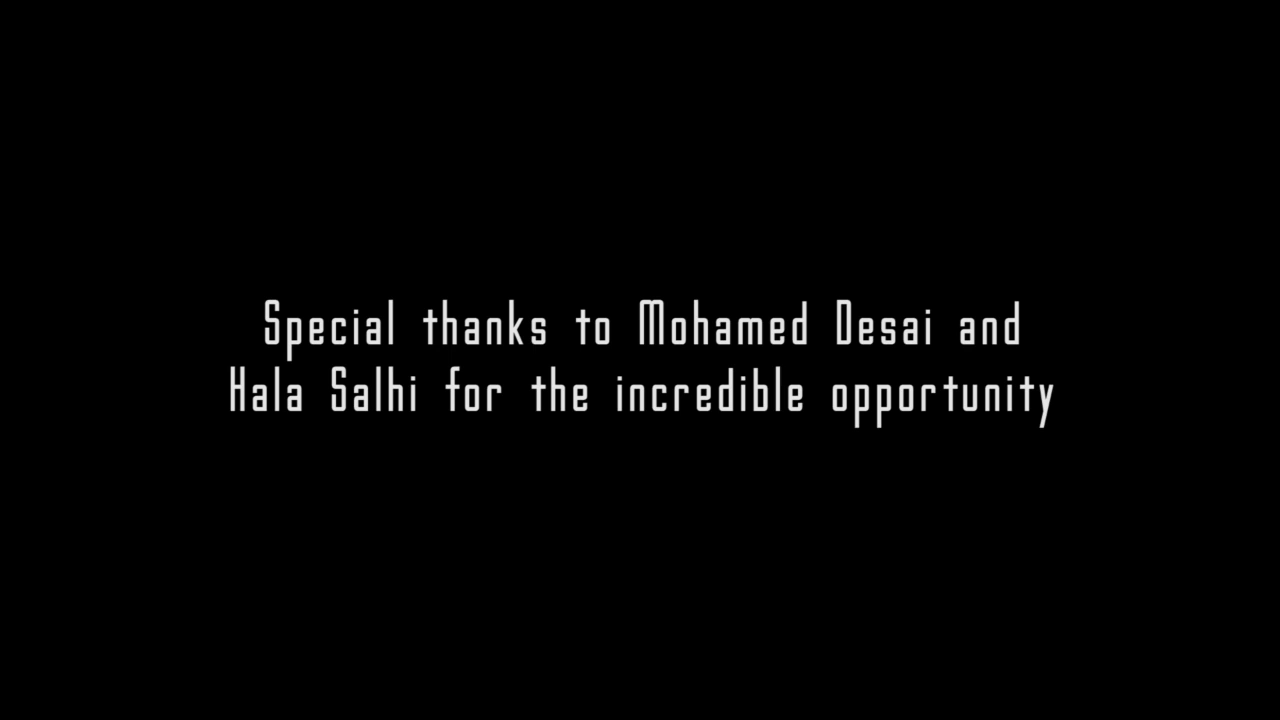 Special thanks to Mohamed Desai and
Hala Salhi for the incredible opportunity